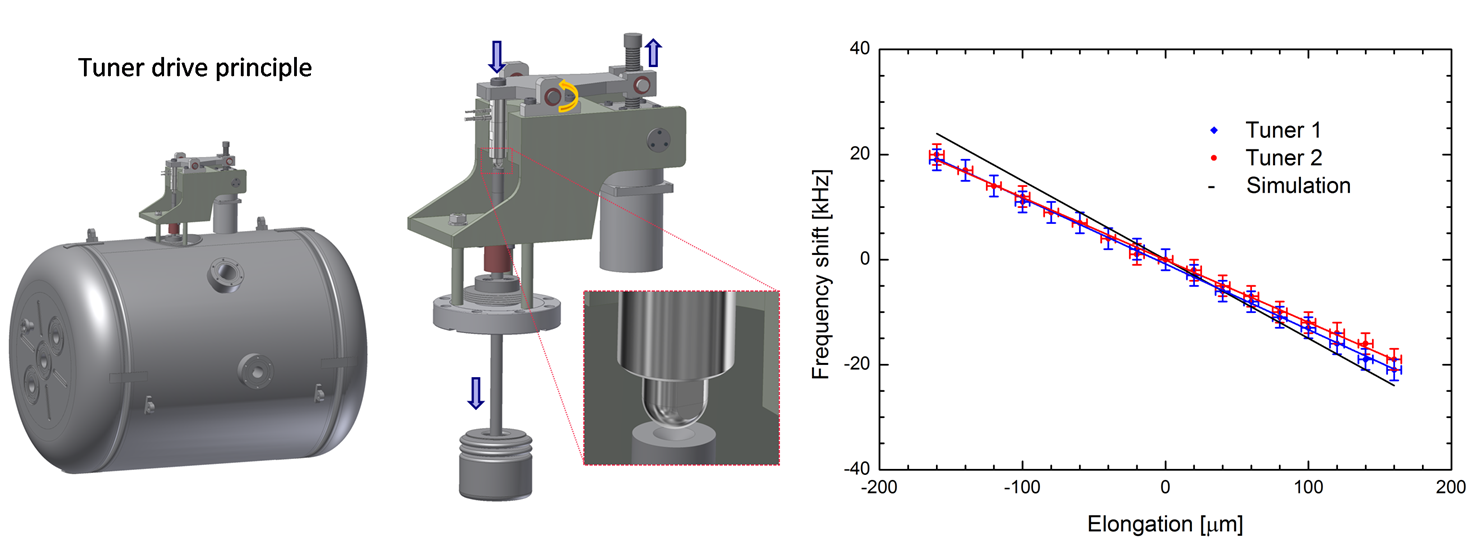 Tuner drive principle
Frequency shift [kHz]
40
20
0
-20
-40
-200
-100
0
100
200
Elongation [μm]
Tuner 1
Tuner 2
Simulation